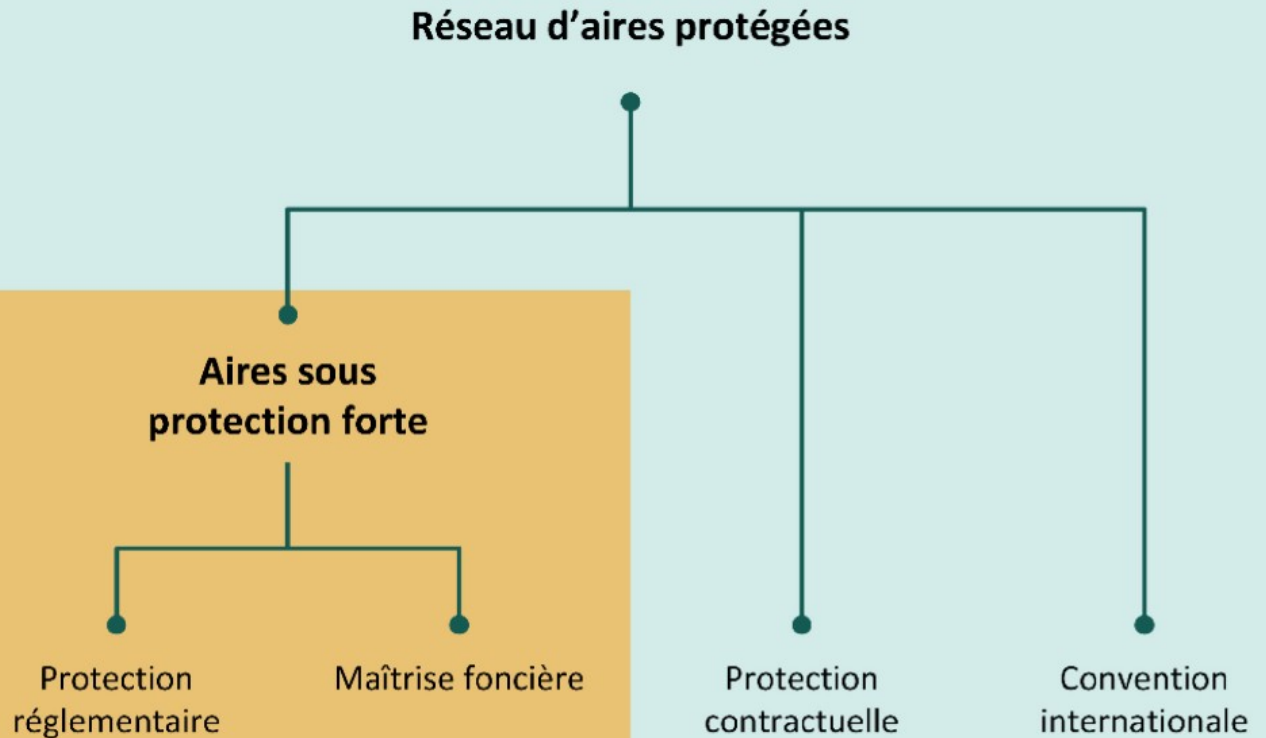 Réseau d’aires protégées
Aires sous
protection forte
Protection
réglementaire
Maîtrise foncière
Protection
contractuelle
Convention
internationale